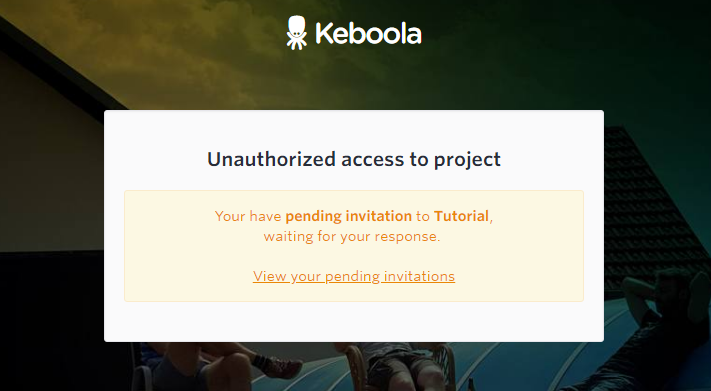 Keboola
Unauthorized access to project
Your have pending invitation to Tutorial,
waiting for your response.
View your pending invitations